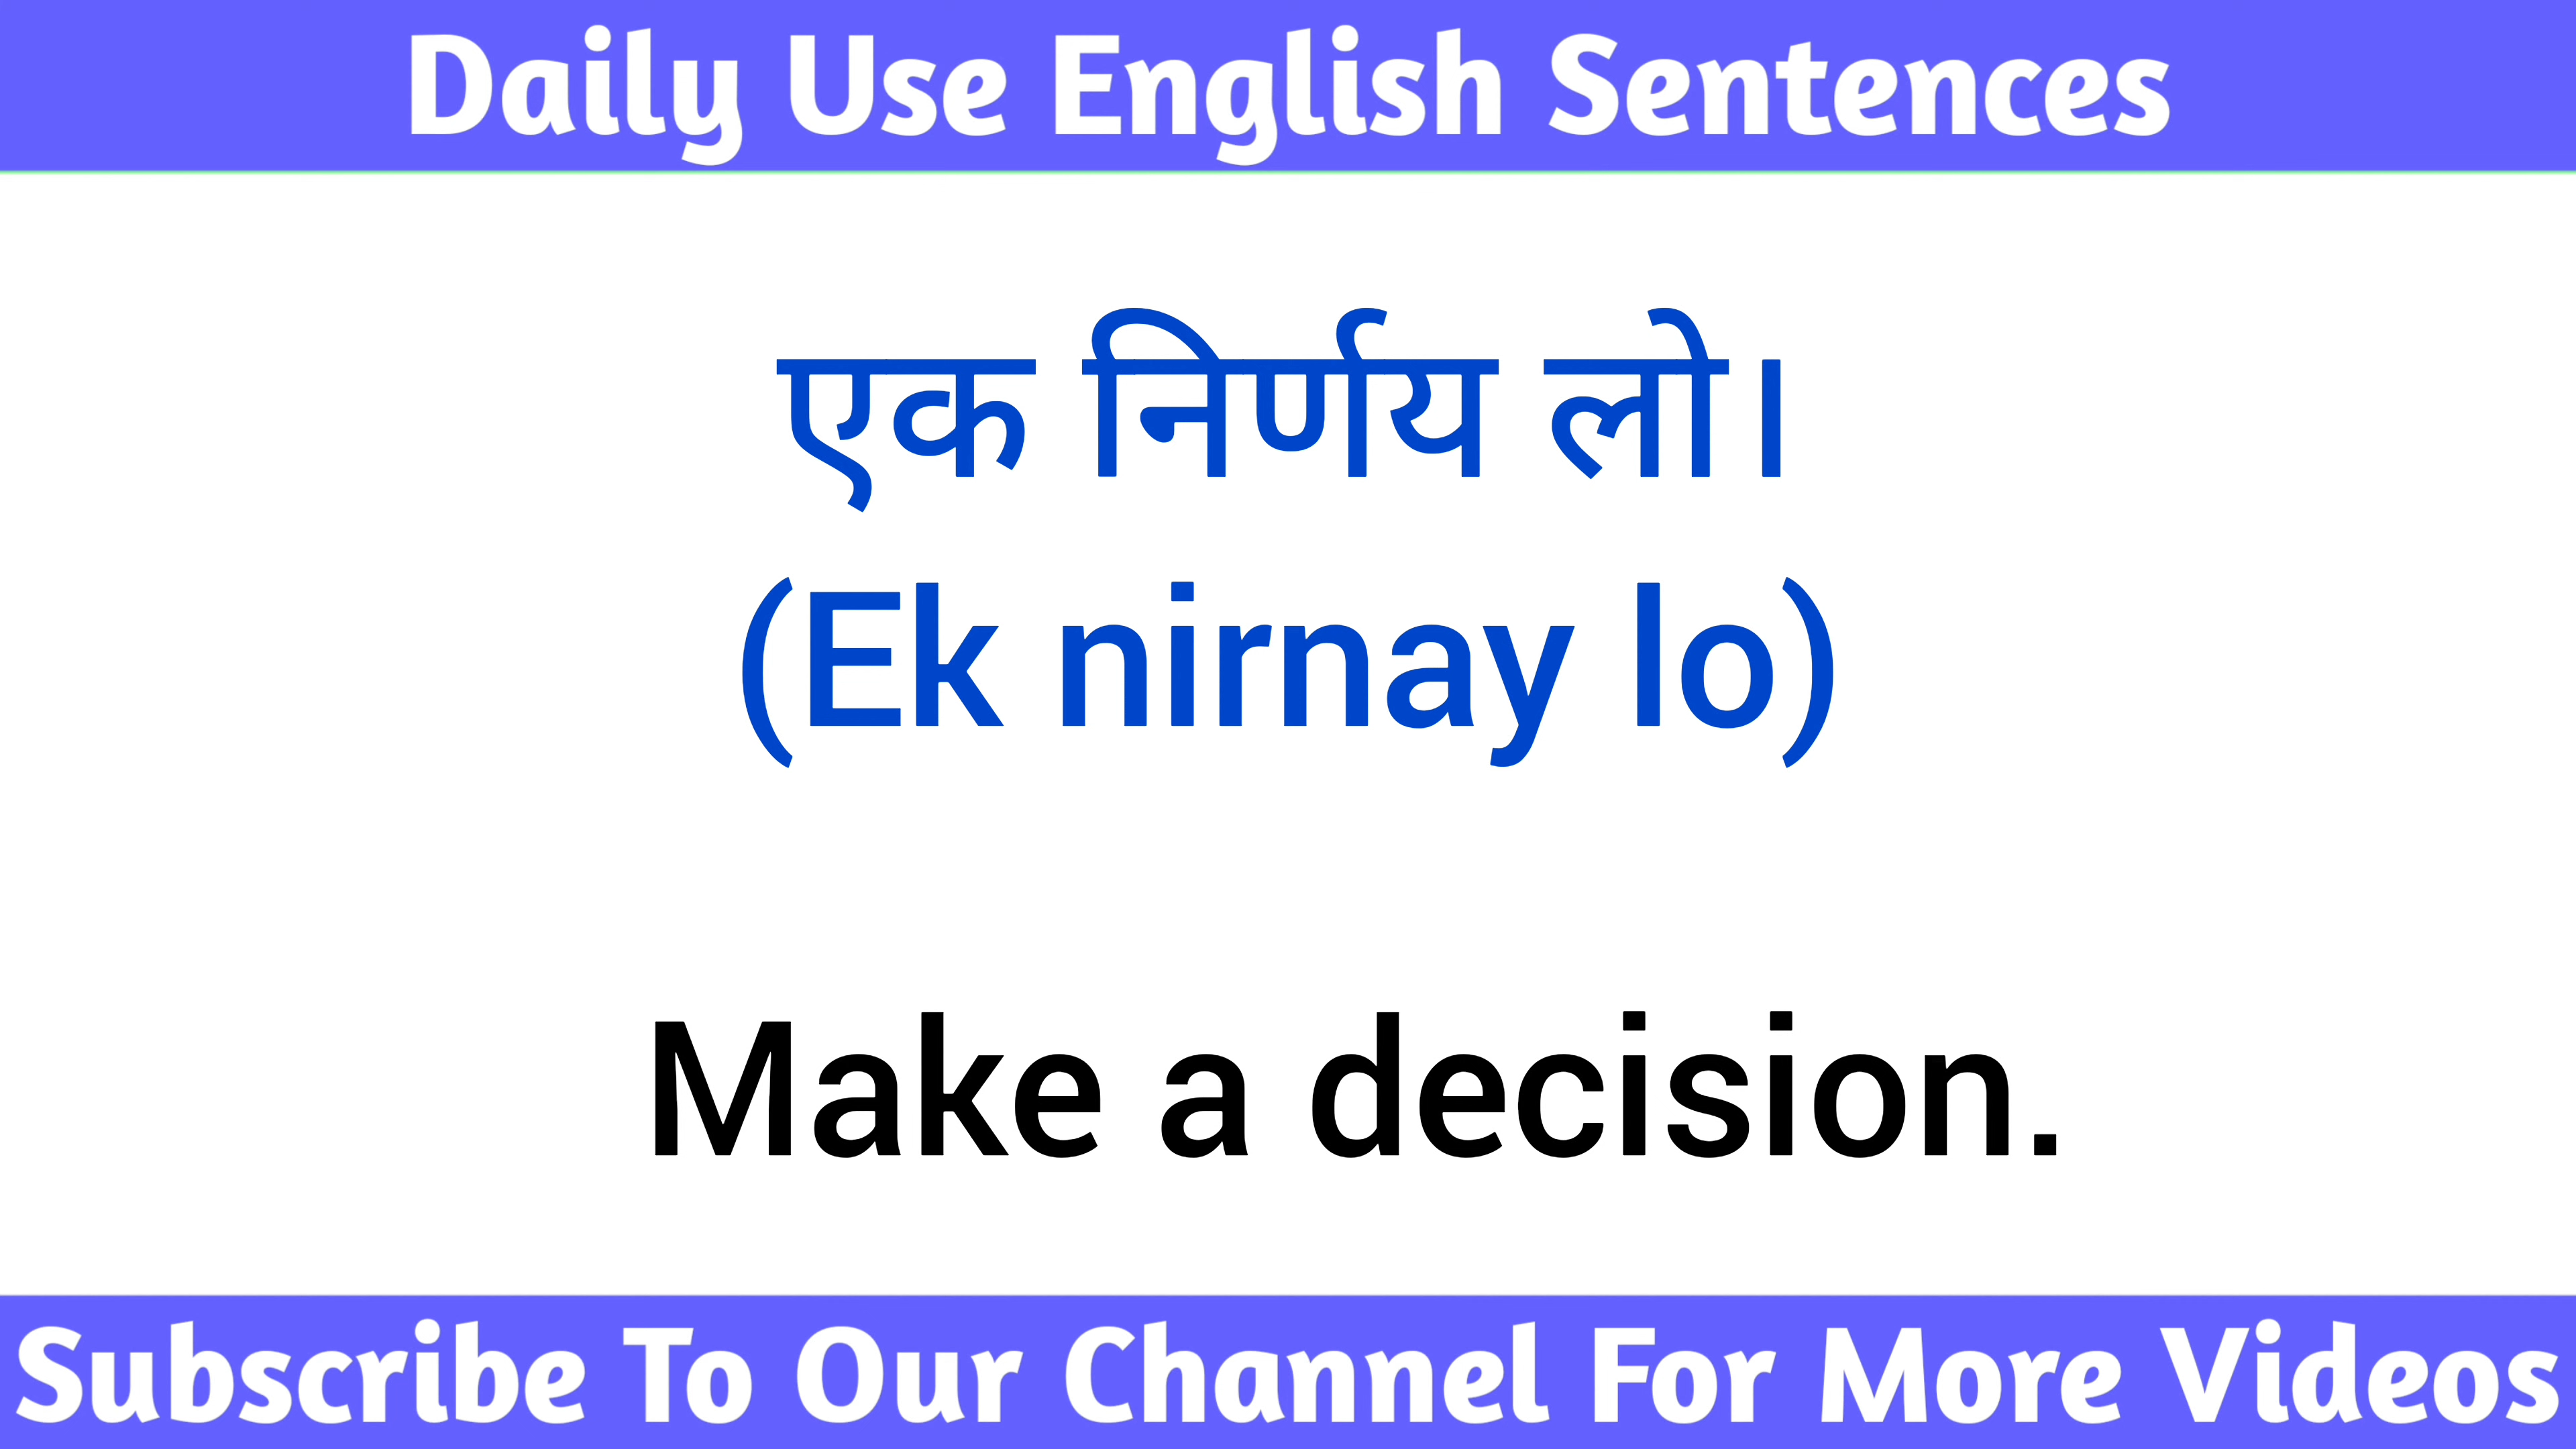 Daily Use English Sentences
एक निर्णय लो।
(Ek nirnay lo)
Make a decision.
Subscribe To Our Channel For More Videos